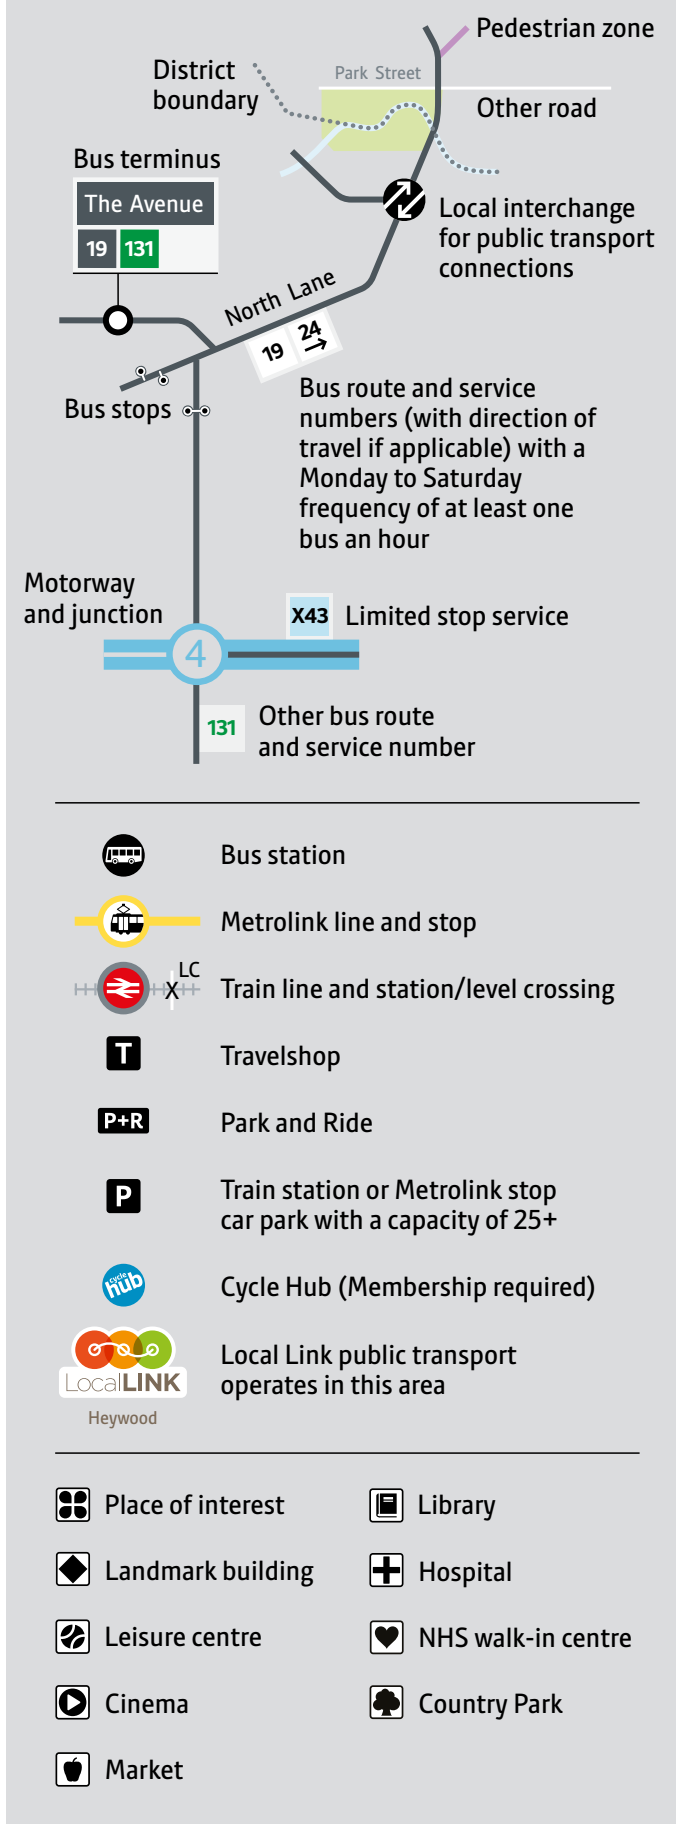 Pedestrian zone
District
boundary
Park Street
Other road
Bus terminus
The Avenue
19 131
Local interchange
for public transport
connections
North Lane
19 24
Bus stops
Bus route and service
numbers (with direction of
travel if applicable) with a
Monday to Saturday
frequency of at least one
bus an hour
Motorway
and junction
X43 Limited stop service
4
131 Other bus route
and service number
Bus station
Metrolink line and stop
LC
X
Train line and station/level crossing
T Travelshop
P+R Park and Ride
P Train station or Metrolink stop
car park with a capacity of 25+
cycle
hub
Cycle Hub (Membership required)
LocalLINK
Heywood
Local Link public transport
operates in this area
Place of interest
Library
Landmark building
Hospital
Leisure centre
NHS walk-in centre
Cinema
Country Park
Market